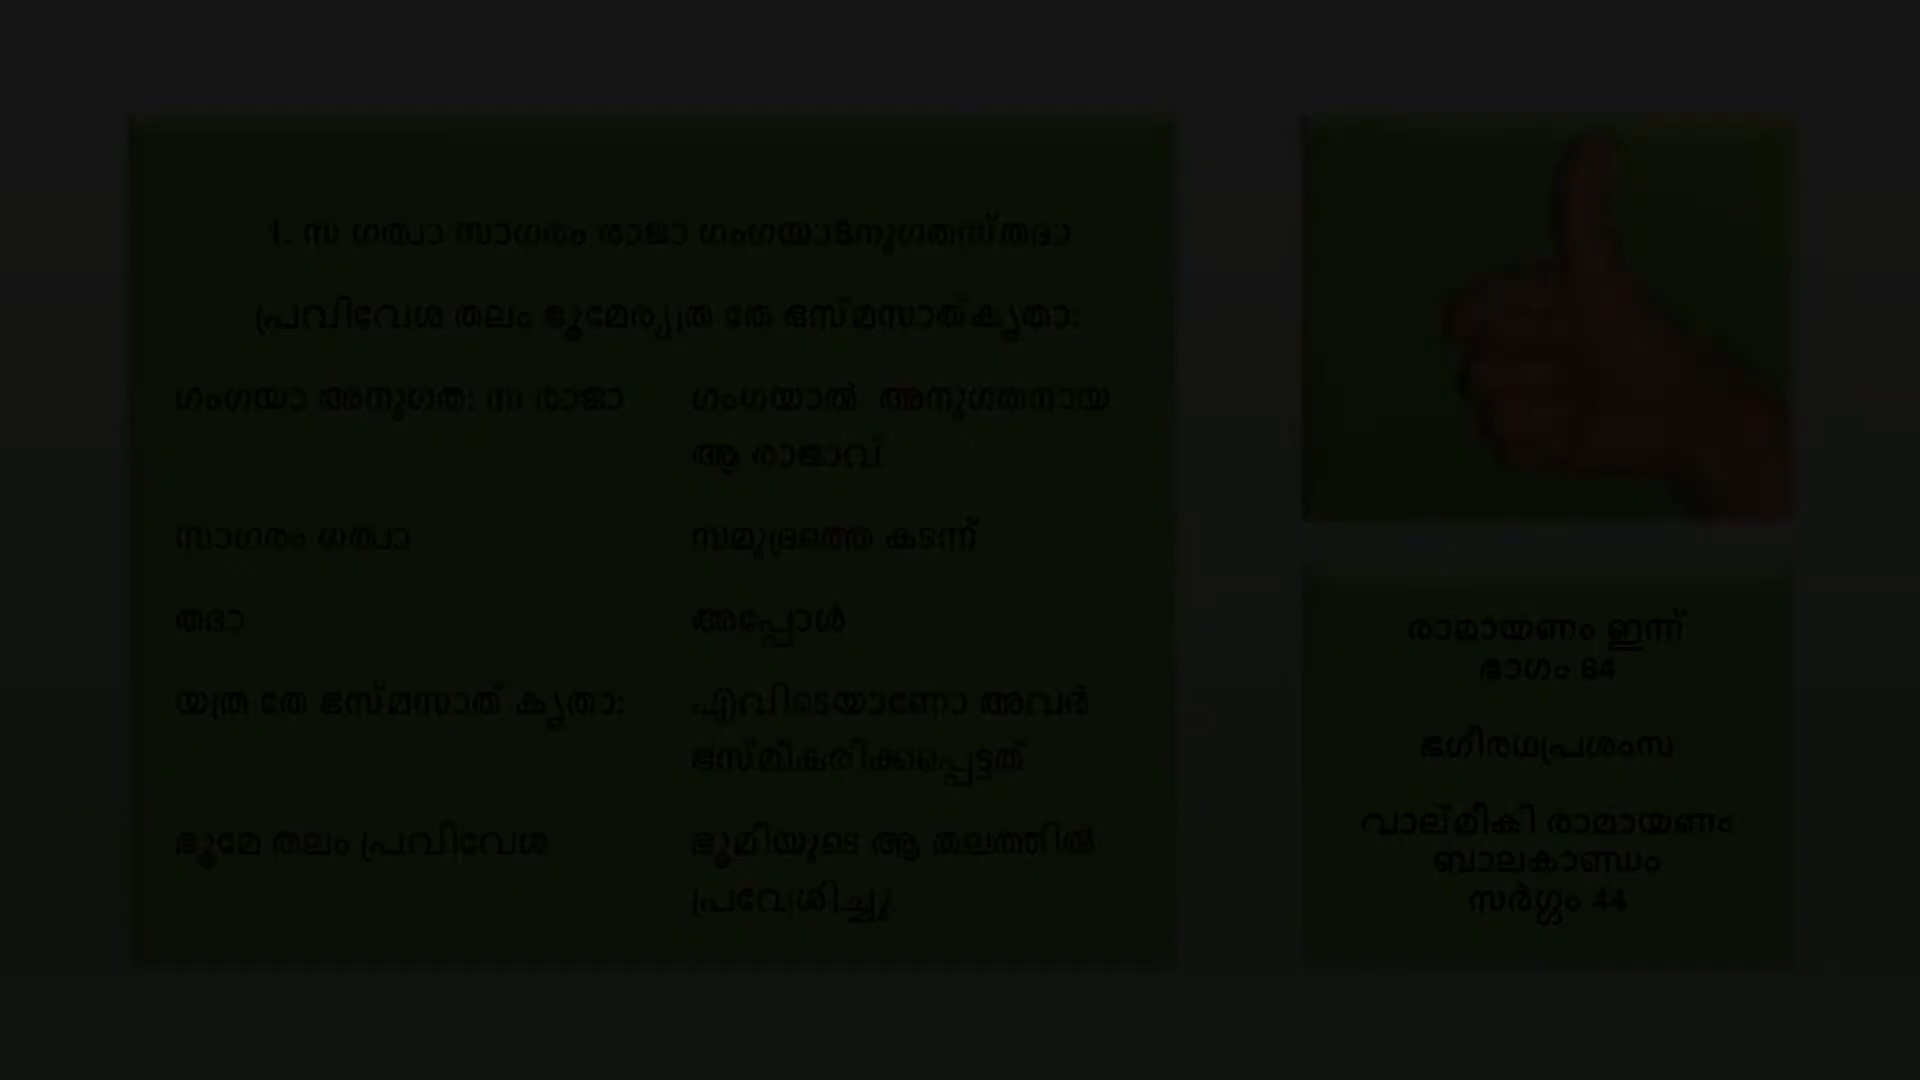 1. സ ഗത്വാ സാഗരം രാജാ ഗംഗയാഽനുഗതസ്തദാ
പ്രവിവേശ തലം ഭൂമേര്യത്ര തേ ഭസ്മസാത്കൃതാ:
ഗംഗയാ അനുഗത: സ രാജാ
ഗംഗയാൽ അനുഗതനായ
ആ രാജാവ്
സാഗരം ഗത്വാ
സമുദ്രത്തെ കടന്ന്
തദാ
അപ്പോൾ
യത്ര തേ ഭസ്മസാത് കൃതാ:
എവിടെയാണോ അവർ
ഭസ്മീകരിക്കപ്പെട്ടത്
ഭൂമേ തലം പ്രവിവേശ
ഭൂമിയുടെ ആ തലത്തിൽ
പ്രവേശിച്ചു
രാമായണം ഇന്ന്
ഭാഗം 84
ഭഗീരഥപ്രശംസ
വാല്മീകി രാമായണം
ബാലകാണ്ഡം
സർഗ്ഗം 44